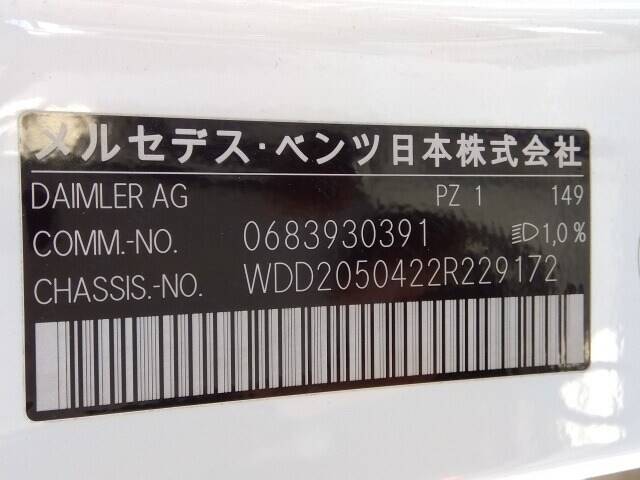 メルセデス・ベンツ日本株式会社
DAIMLER AG PZ 1 149
COMM.-NO. 0683930391 1,0 %
CHASSIS.-NO. WDD2050422R229172